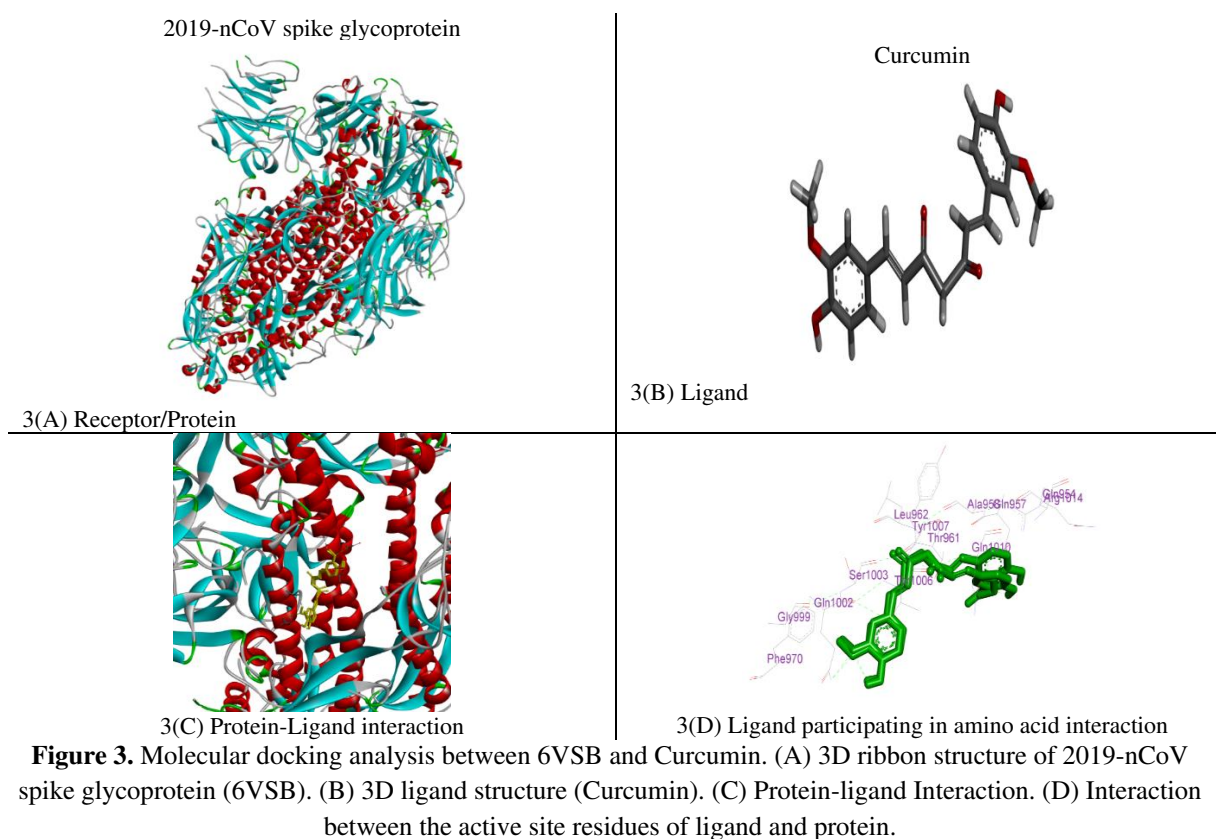 2019-nCoV spike glycoprotein
3(A) Receptor/Protein
Curcumin
3(B) Ligand
3(C) Protein-Ligand interaction
Leu962
Tyr1007
Thr961
Gln957
Gln954
Arg1014
Gln1010
Ser1003
Gln1002
Gly999
Phe970
3(D) Ligand participating in amino acid interaction
Figure 3. Molecular docking analysis between 6VSB and Curcumin. (A) 3D ribbon structure of 2019-nCoV
spike glycoprotein (6VSB). (B) 3D ligand structure (Curcumin). (C) Protein-ligand Interaction. (D) Interaction
between the active site residues of ligand and protein.